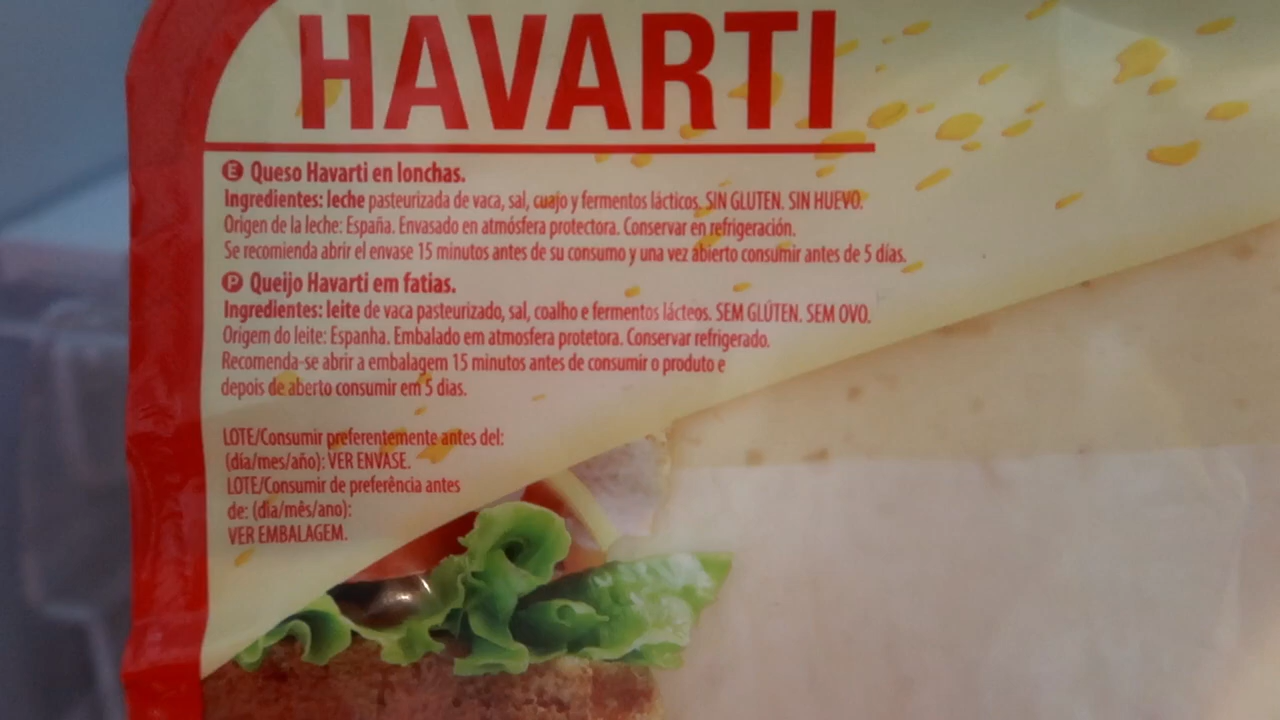 HAVARTI
E Queso Havarti en lonchas.
Ingredientes: leche pasteurizada de vaca, sal, cuajo y fermentos lácticos. SIN GLUTEN. SIN HUEVO.
Origen de la leche: España. Envasado en atmósfera protectora. Conservar en refrigeración.
Se recomienda abrir el envase 15 minutos antes de su consumo y una vez abierto consumir antes de 5 días.
P Queijo Havarti em fatias.
Ingredientes: leite de vaca pasteurizado, sal, coalho e fermentos lácteos. SEM GLÚTEN. SEM OVO.
Origem do leite: Espanha. Embalado em atmosfera protetora. Conservar refrigerado.
Recomenda-se abrir a embalagem 15 minutos antes de consumir o produto e
depois de aberto consumir em 5 dias.
LOTE/Consumir preferentemente antes del:
(día/mes/año): VER ENVASE.
LOTE/Consumir de preferência antes
de: (dia/mês/ano):
VER EMBALAGEM.